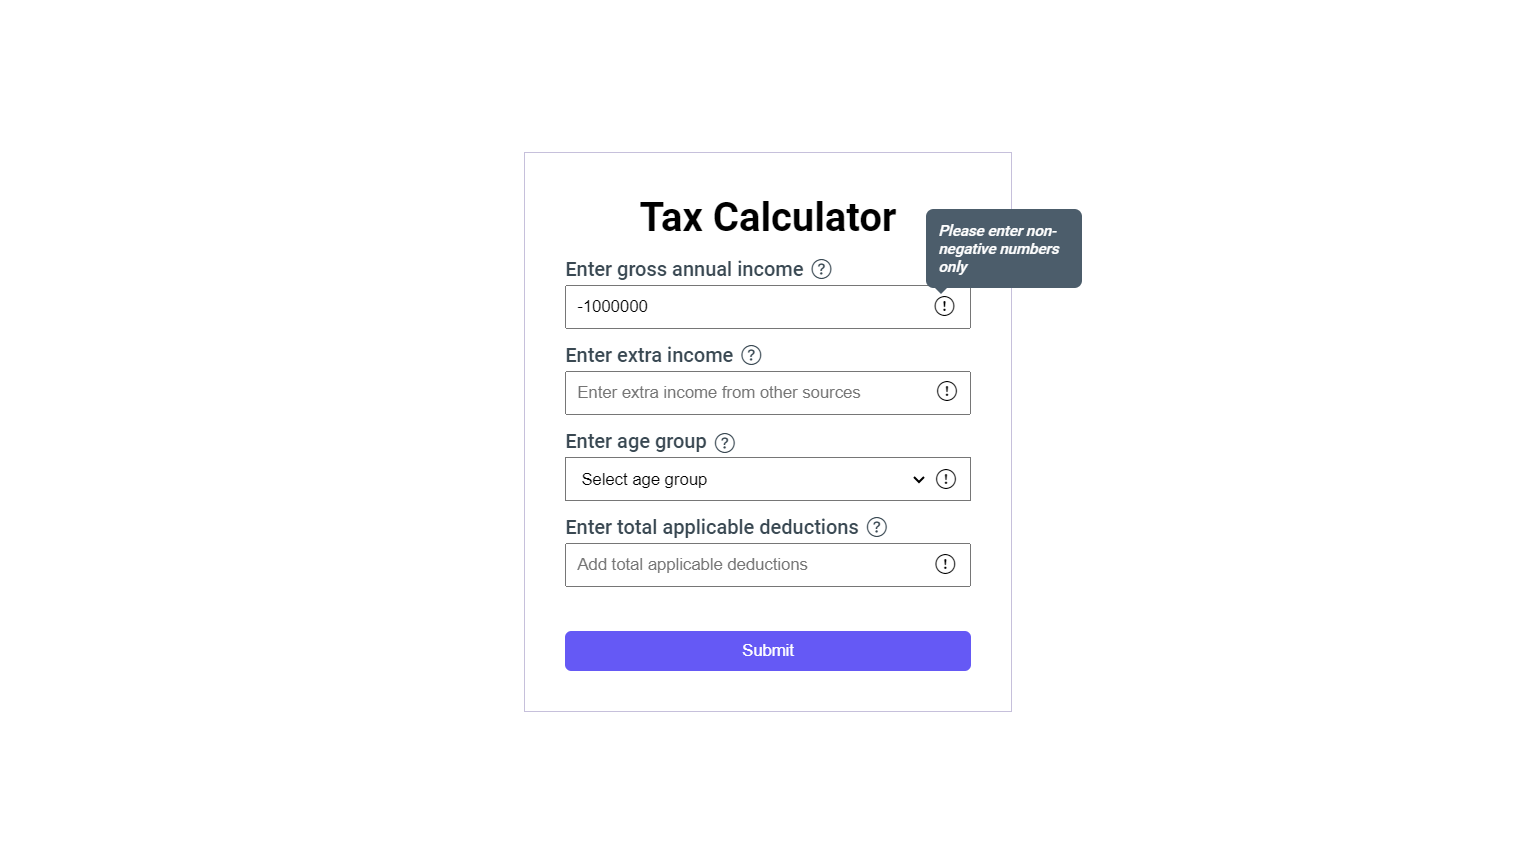 Tax Calculator
Please enter non-
negative numbers
only
Enter gross annual income ?
-1000000 !
Enter extra income ?
Enter extra income from other sources !
Enter age group ?
Select age group !
Enter total applicable deductions ?
Add total applicable deductions !
Submit